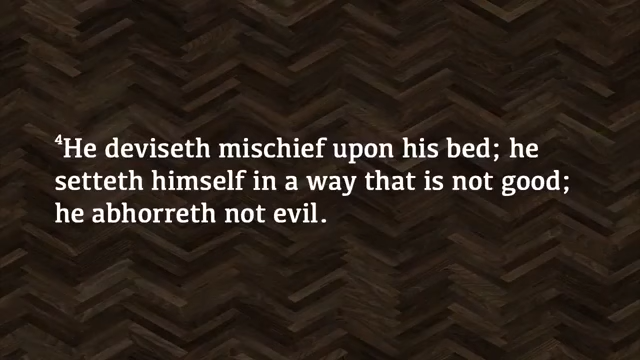 ⁴He deviseth mischief upon his bed; he
setteth himself in a way that is not good;
he abhorreth not evil.